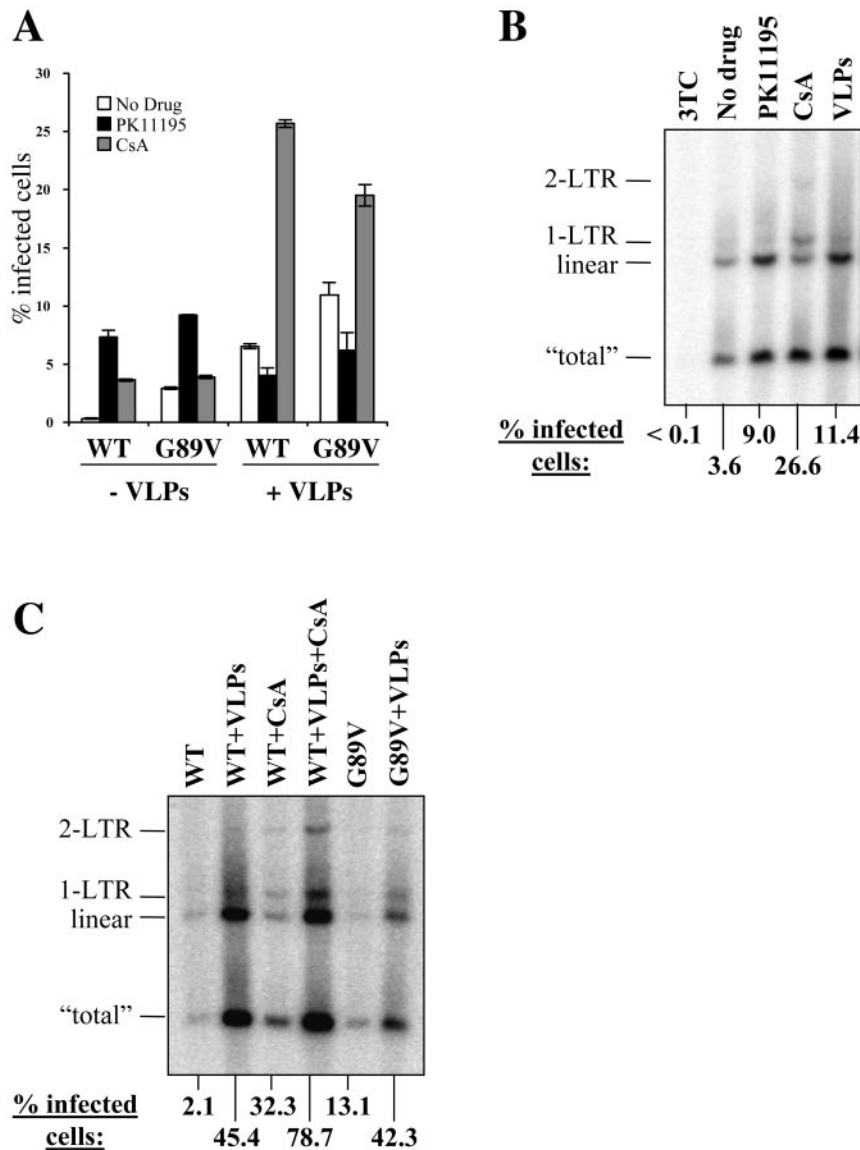 A
% infected cells
30
25
20
15
10
5
0
No Drug
PK11195
CsA
WT G89V WT G89V
- VLPs + VLPs
B
3TC
No drug
PK11195
CsA
VLPs
2-LTR
1-LTR
linear
“total”
% infected < 0.1 9.0 11.4
cells: 3.6 26.6
C
WT
WT+VLPs
WT+CsA
WT+VLPs+CsA
G89V
G89V+VLPs
2-LTR
1-LTR
linear
“total”
% infected 2.1 32.3 13.1
cells: 45.4 78.7 42.3